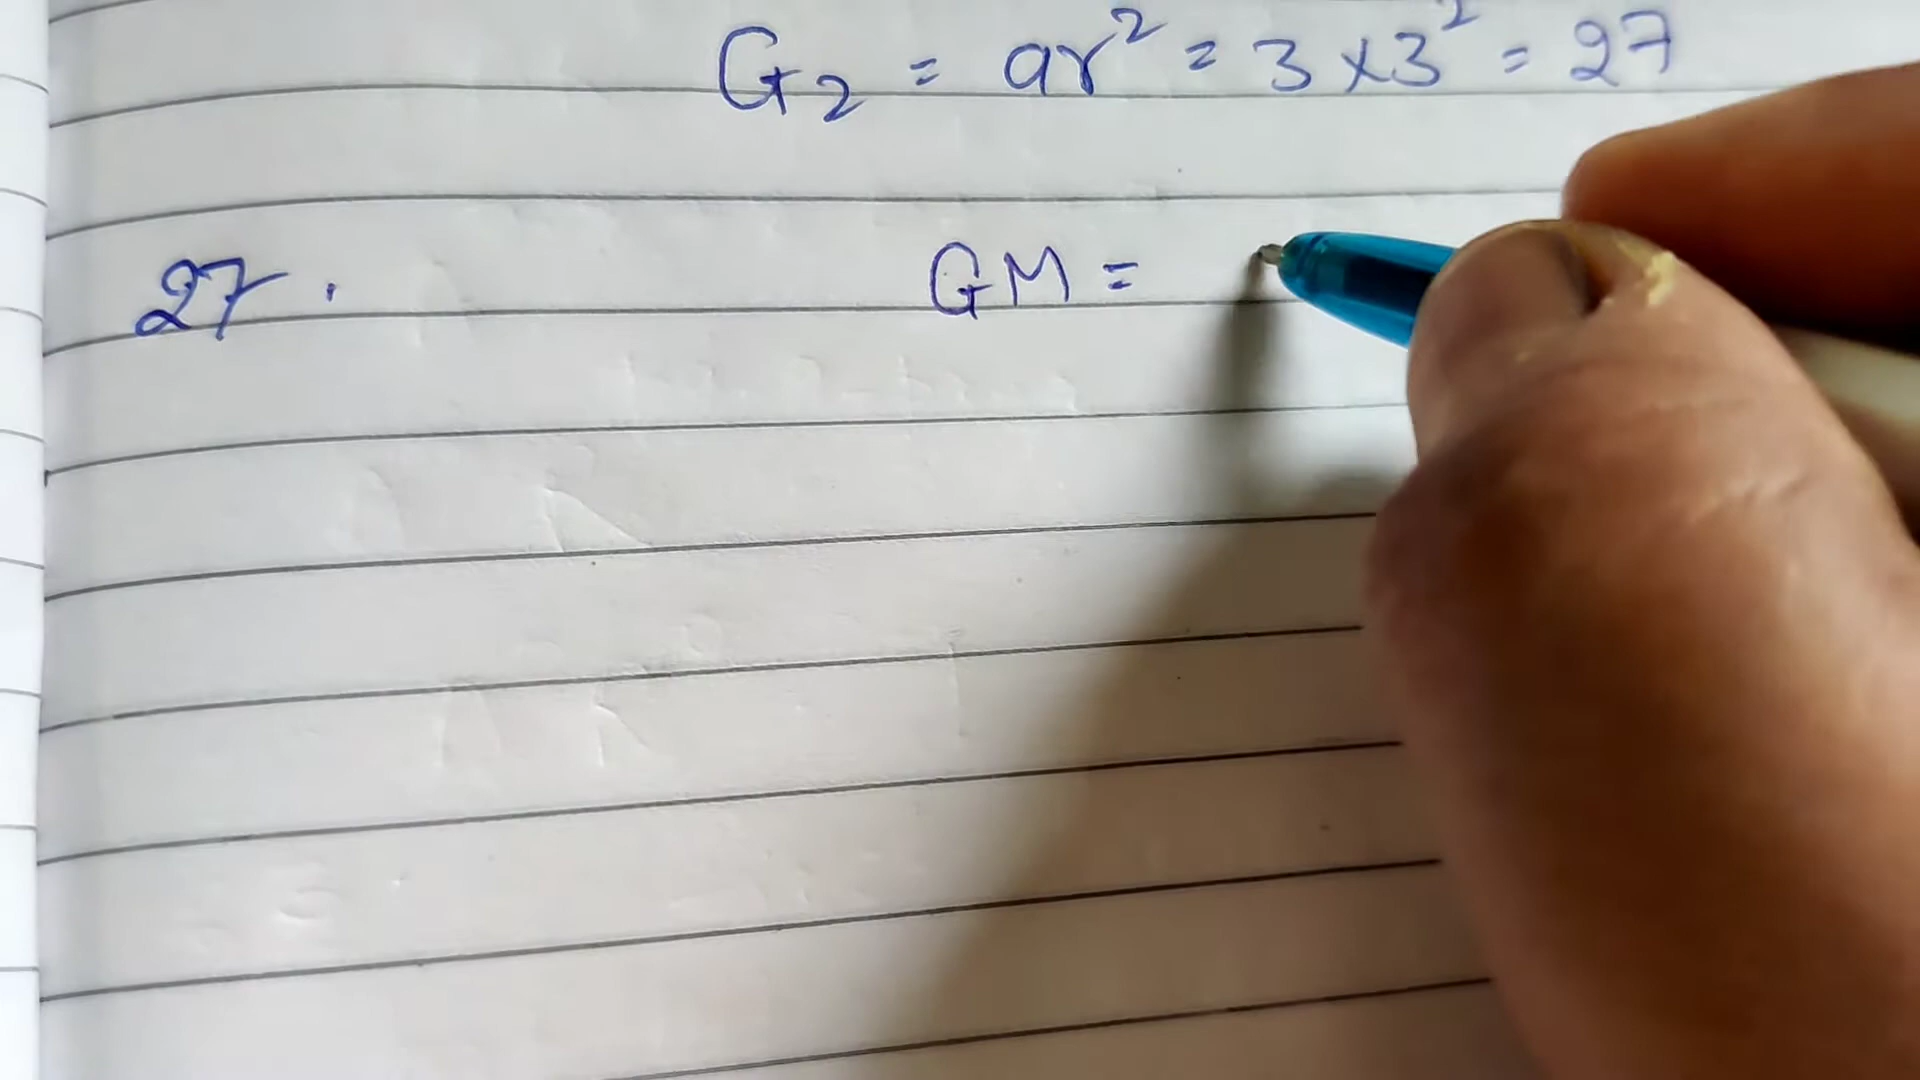 G₂ = ar² = 3 × 3² = 27
27. GM =